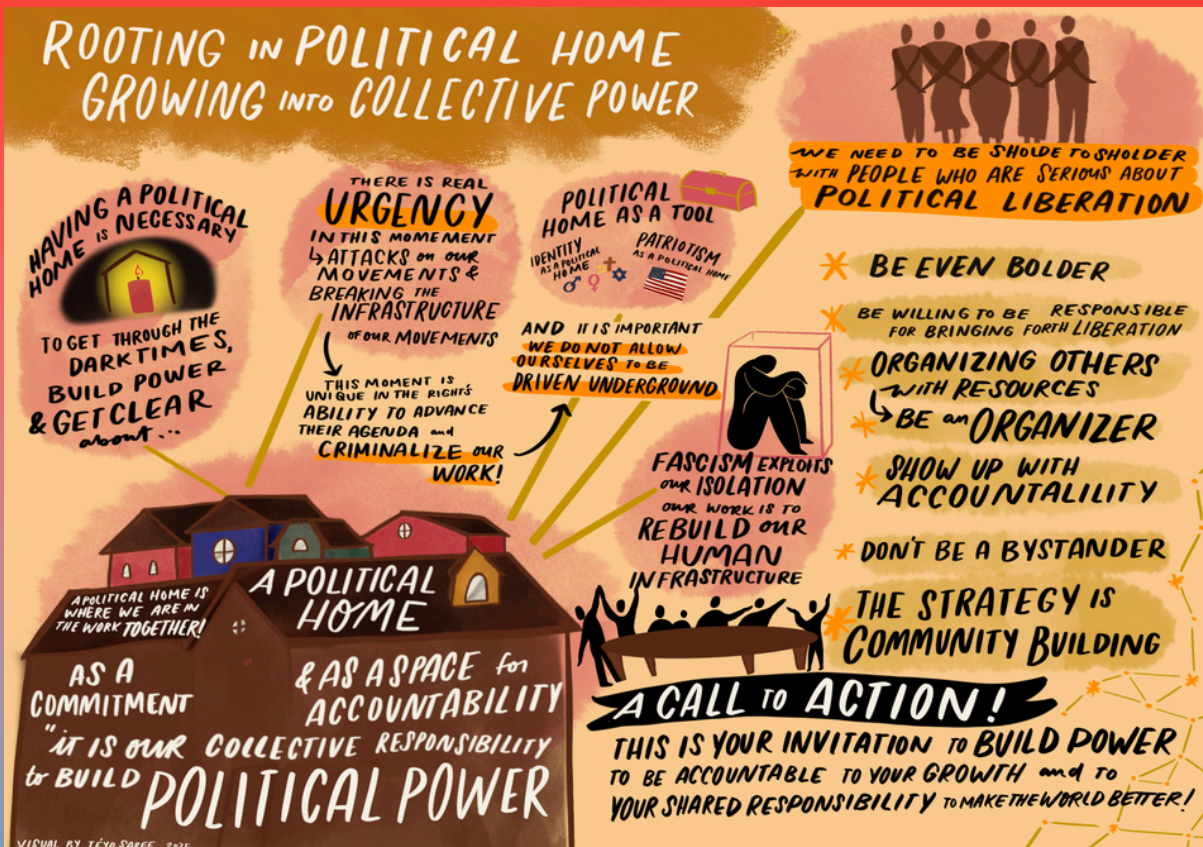 ROOTING IN POLITICAL HOME
GROWING INTO COLLECTIVE POWER
HAVING A POLITICAL
HOME IS NECESSARY
TO GET THROUGH THE
DARK TIMES,
BUILD POWER
& GET CLEAR
about...
THERE IS REAL
URGENCY
IN THIS MOMEMENT
↳ ATTACKS on OUR
MOVEMENTS &
BREAKING THE
INFRASTRUCTURE
OF OUR MOVEMENTS
THIS MOMENT IS
UNIQUE IN THE RIGHT'S
ABILITY TO ADVANCE
THEIR AGENDA and
CRIMINALIZE OUR
WORK!
POLITICAL
HOME AS A TOOL
IDENTITY
AS A POLITICAL
HOME
PATRIOTISM
AS A POLITICAL HOME
AND IT IS IMPORTANT
WE DO NOT ALLOW
OURSELVES TO BE
DRIVEN UNDERGROUND
FASCISM EXPLOITS
OUR ISOLATION
OUR WORK IS TO
REBUILD OUR
HUMAN
INFRASTRUCTURE
WE NEED TO BE SHOLDE TO SHOLDER
WITH PEOPLE WHO ARE SERIOUS ABOUT
POLITICAL LIBERATION
BE EVEN BOLDER
BE WILLING TO BE RESPONSIBLE
FOR BRINGING FORTH LIBERATION
ORGANIZING OTHERS
WITH RESOURCES
↳ BE an ORGANIZER
SHOW UP WITH
ACCOUNTALILITY
DON'T BE A BYSTANDER
THE STRATEGY IS
COMMUNITY BUILDING
A POLITICAL HOME IS
WHERE WE ARE IN
THE WORK TOGETHER!
A POLITICAL
HOME
AS A
COMMITMENT
& AS A SPACE for
ACCOUNTABILITY
"IT IS OUR COLLECTIVE RESPONSIBILITY
to BUILD POLITICAL POWER
A CALL TO ACTION!
THIS IS YOUR INVITATION TO BUILD POWER
TO BE ACCOUNTABLE TO YOUR GROWTH and TO
YOUR SHARED RESPONSIBILITY TO MAKE THE WORLD BETTER!
VISUAL BY